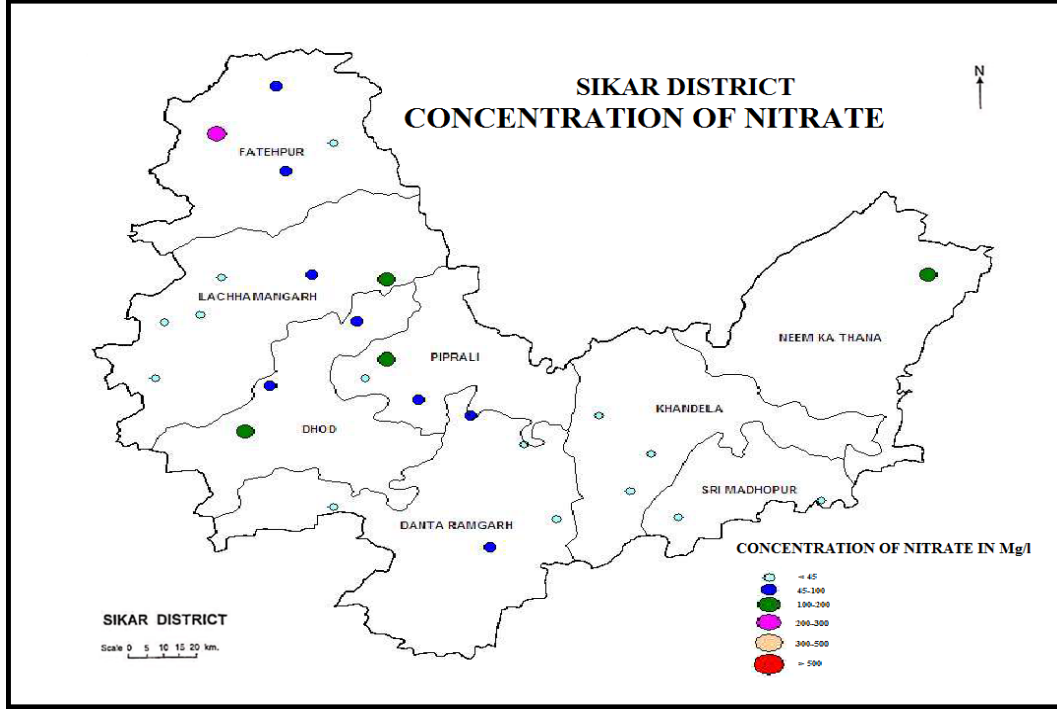 SIKAR DISTRICT
CONCENTRATION OF NITRATE
N
FATEHPUR
LACHHAMANGARH
NEEM KA THANA
PIPRALI
KHANDELA
DHOD
SRI MADHOPUR
DANTA RAMGARH
CONCENTRATION OF NITRATE IN Mg/l
< 45
45-100
100-200
200-300
300-500
> 500
SIKAR DISTRICT
Scale 0 5 10 15 20 km.